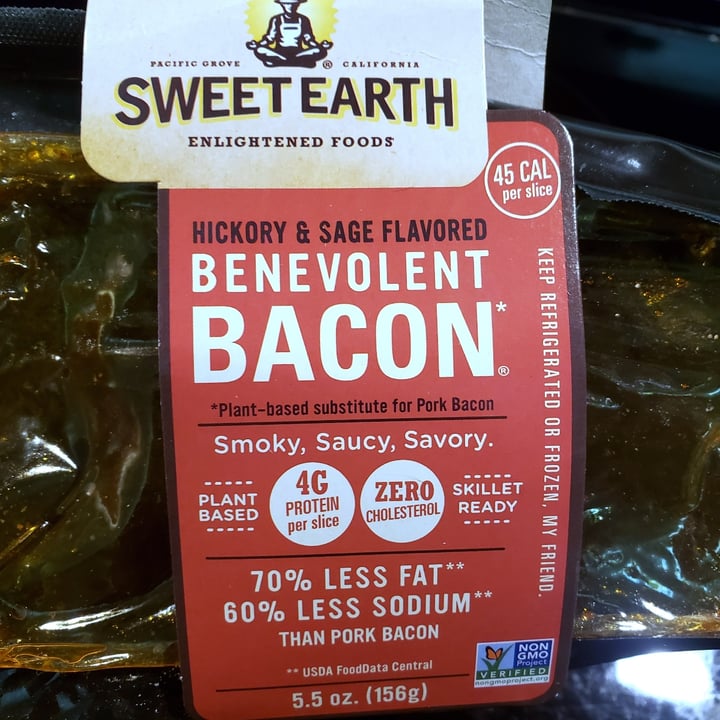 PACIFIC GROVE ® CALIFORNIA
SWEET EARTH
ENLIGHTENED FOODS
45 CAL
per slice
HICKORY & SAGE FLAVORED
BENEVOLENT
BACON*®
*Plant-based substitute for Pork Bacon
Smoky, Saucy, Savory.
PLANT
BASED
4G
PROTEIN
per slice
ZERO
CHOLESTEROL
SKILLET
READY
KEEP REFRIGERATED OR FROZEN, MY FRIEND.
70% LESS FAT**
60% LESS SODIUM**
THAN PORK BACON
** USDA FoodData Central
5.5 oz. (156g)
NON
GMO
Project
VERIFIED
nongmoproject.org